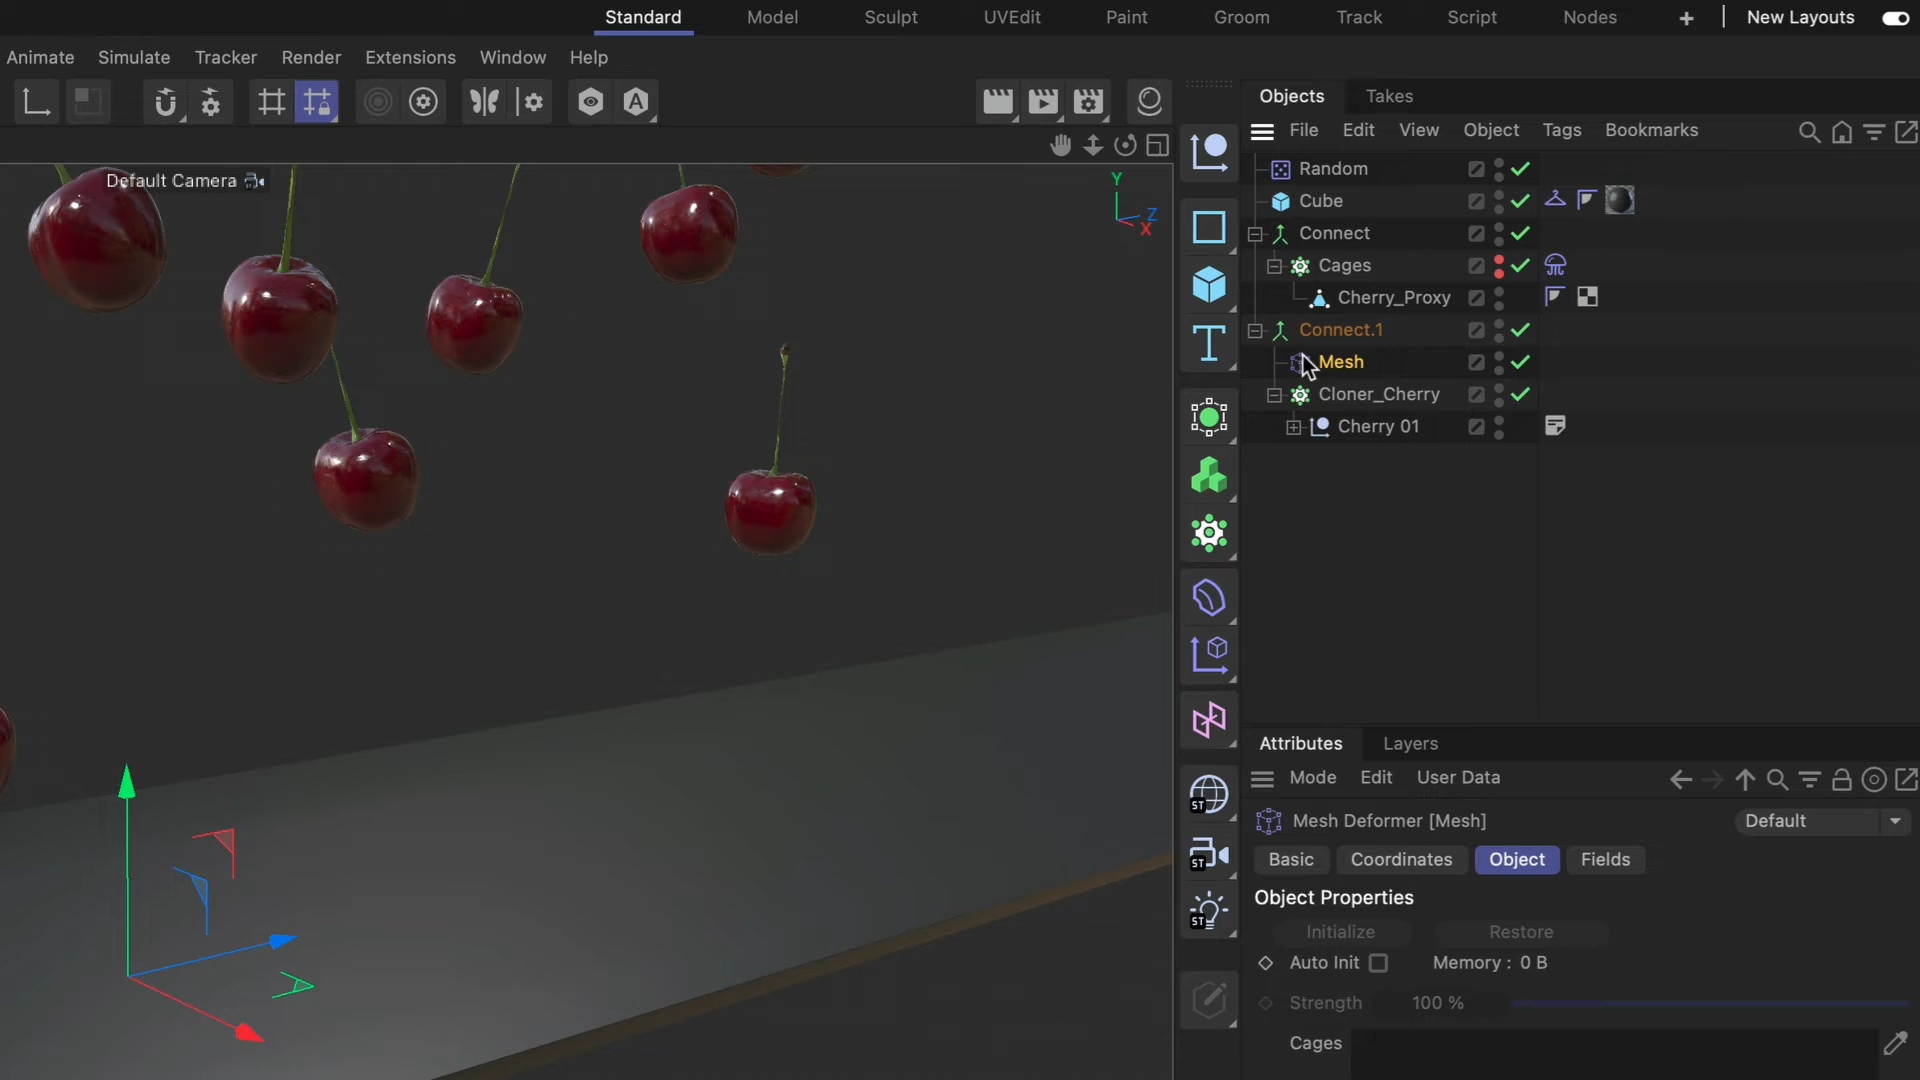 Standard Model Sculpt UVEdit Paint Groom Track Script Nodes + New Layouts
Animate Simulate Tracker Render Extensions Window Help
Objects Takes
File Edit View Object Tags Bookmarks
Default Camera
Y
Z
X
Random
Cube
Connect
Cages
Cherry_Proxy
Connect.1
Mesh
Cloner_Cherry
Cherry 01
A
T
ST
ST
ST
Attributes Layers
Mode Edit User Data
Mesh Deformer [Mesh] Default
Basic Coordinates Object Fields
Object Properties
Initialize Restore
Auto Init Memory : 0 B
Strength 100 %
Cages